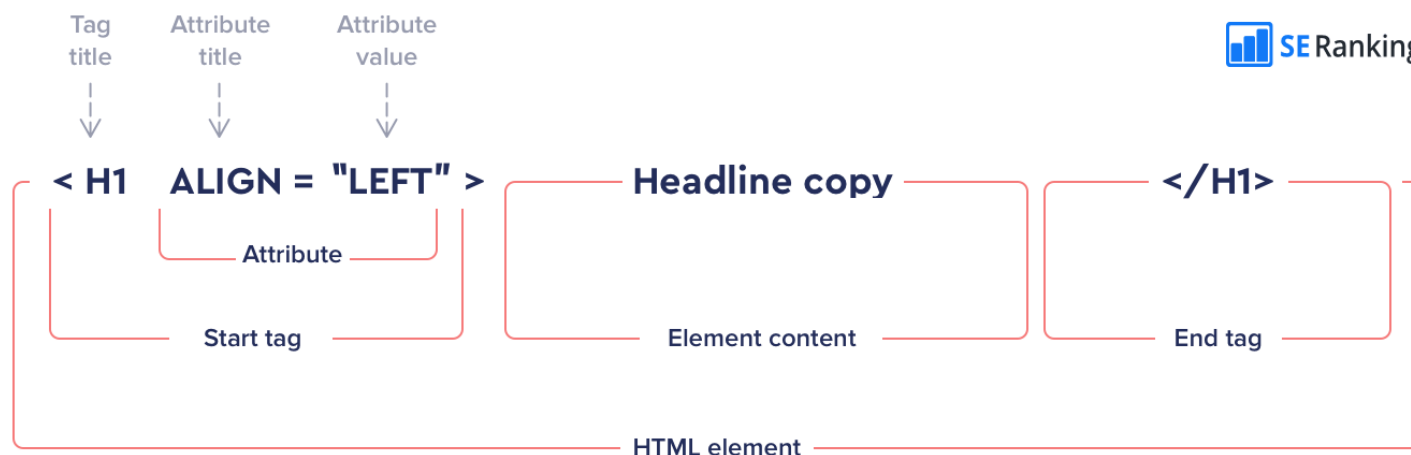 Tag Attribute Attribute
title title value
SE Ranking
< H1 ALIGN = "LEFT" > Headline copy </H1>
Attribute
Start tag Element content End tag
HTML element